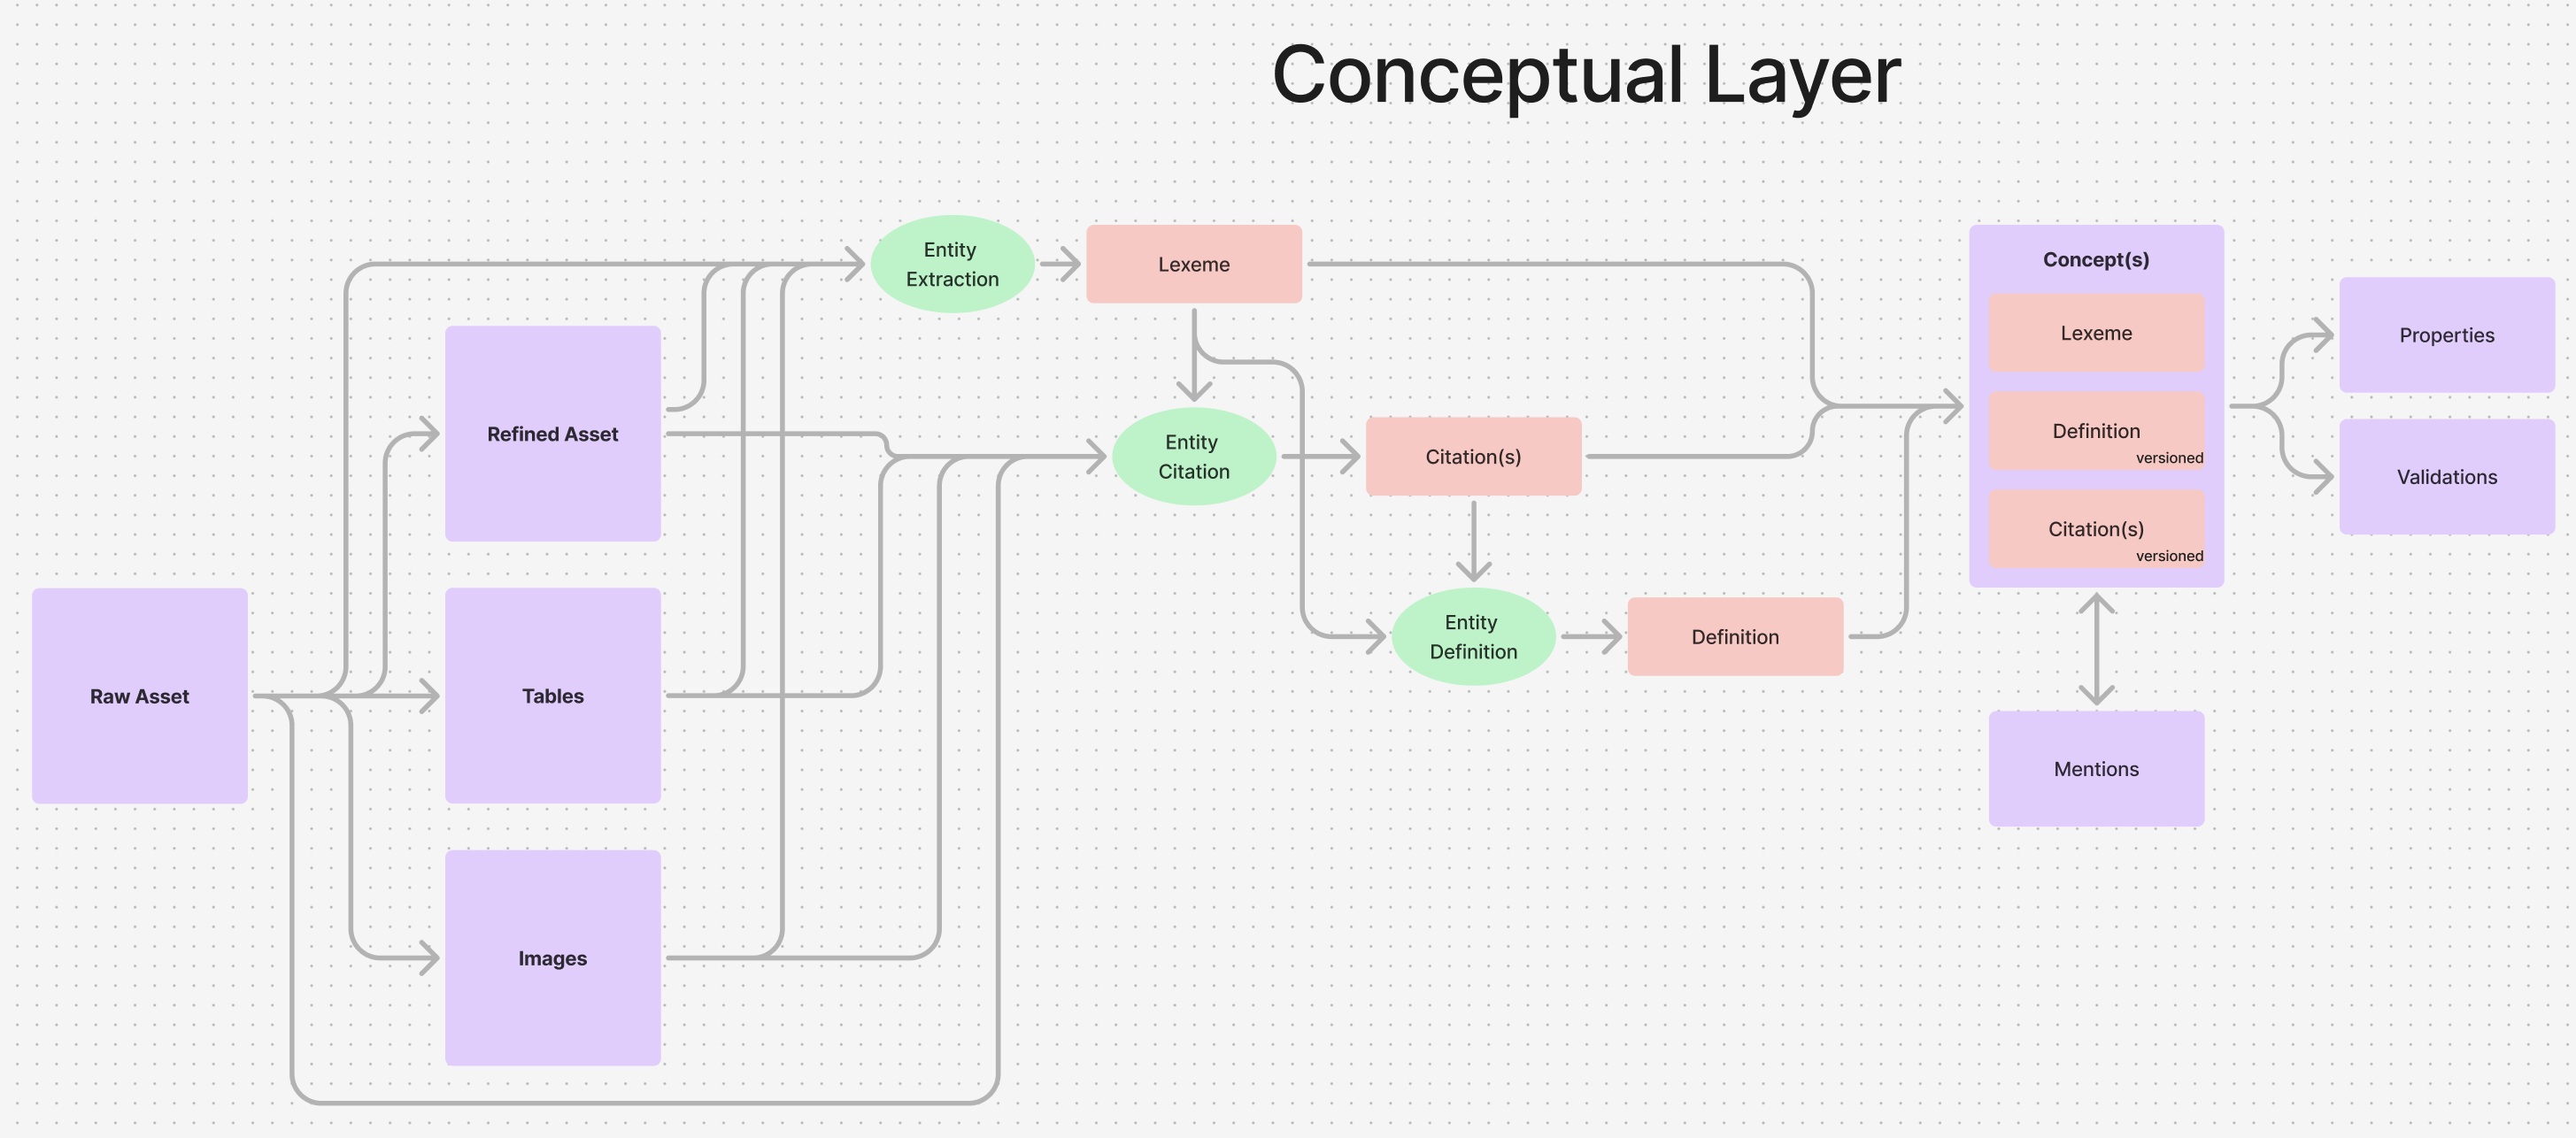 Conceptual Layer
Entity
Extraction
Lexeme
Concept(s)
Lexeme
Definition
versioned
Citation(s)
versioned
Properties
Validations
Refined Asset
Entity
Citation
Citation(s)
Raw Asset
Tables
Entity
Definition
Definition
Mentions
Images